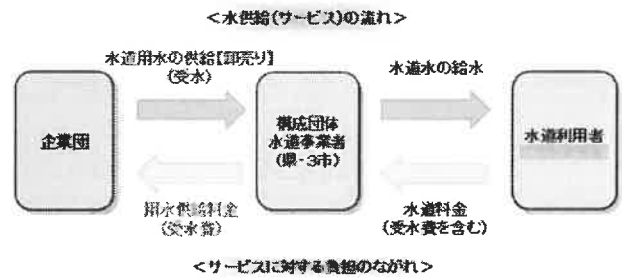 ＜水供給(サービス)の流れ＞
水道用水の供給【卸売り】
(受水)
水道水の給水
企業団
構成団体
水道事業者
(県・3市)
水道利用者
用水供給料金
(受水費)
水道料金
(受水費を含む)
＜サービスに対する負担のながれ＞